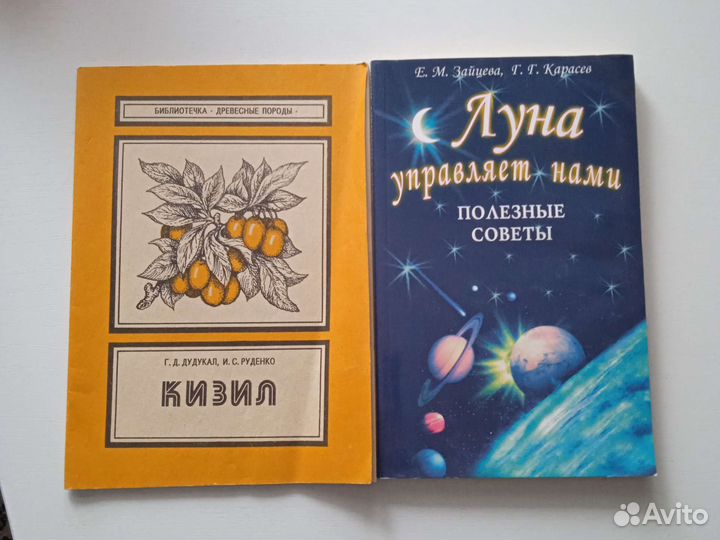 БИБЛИОТЕЧКА · ДРЕВЕСНЫЕ ПОРОДЫ ·
Г. Д. ДУДУКАЛ, И. С. РУДЕНКО
КИЗИЛ
Е. М. Зайцева, Г. Г. Карасев
Луна
управляет нами
ПОЛЕЗНЫЕ
СОВЕТЫ
Avito